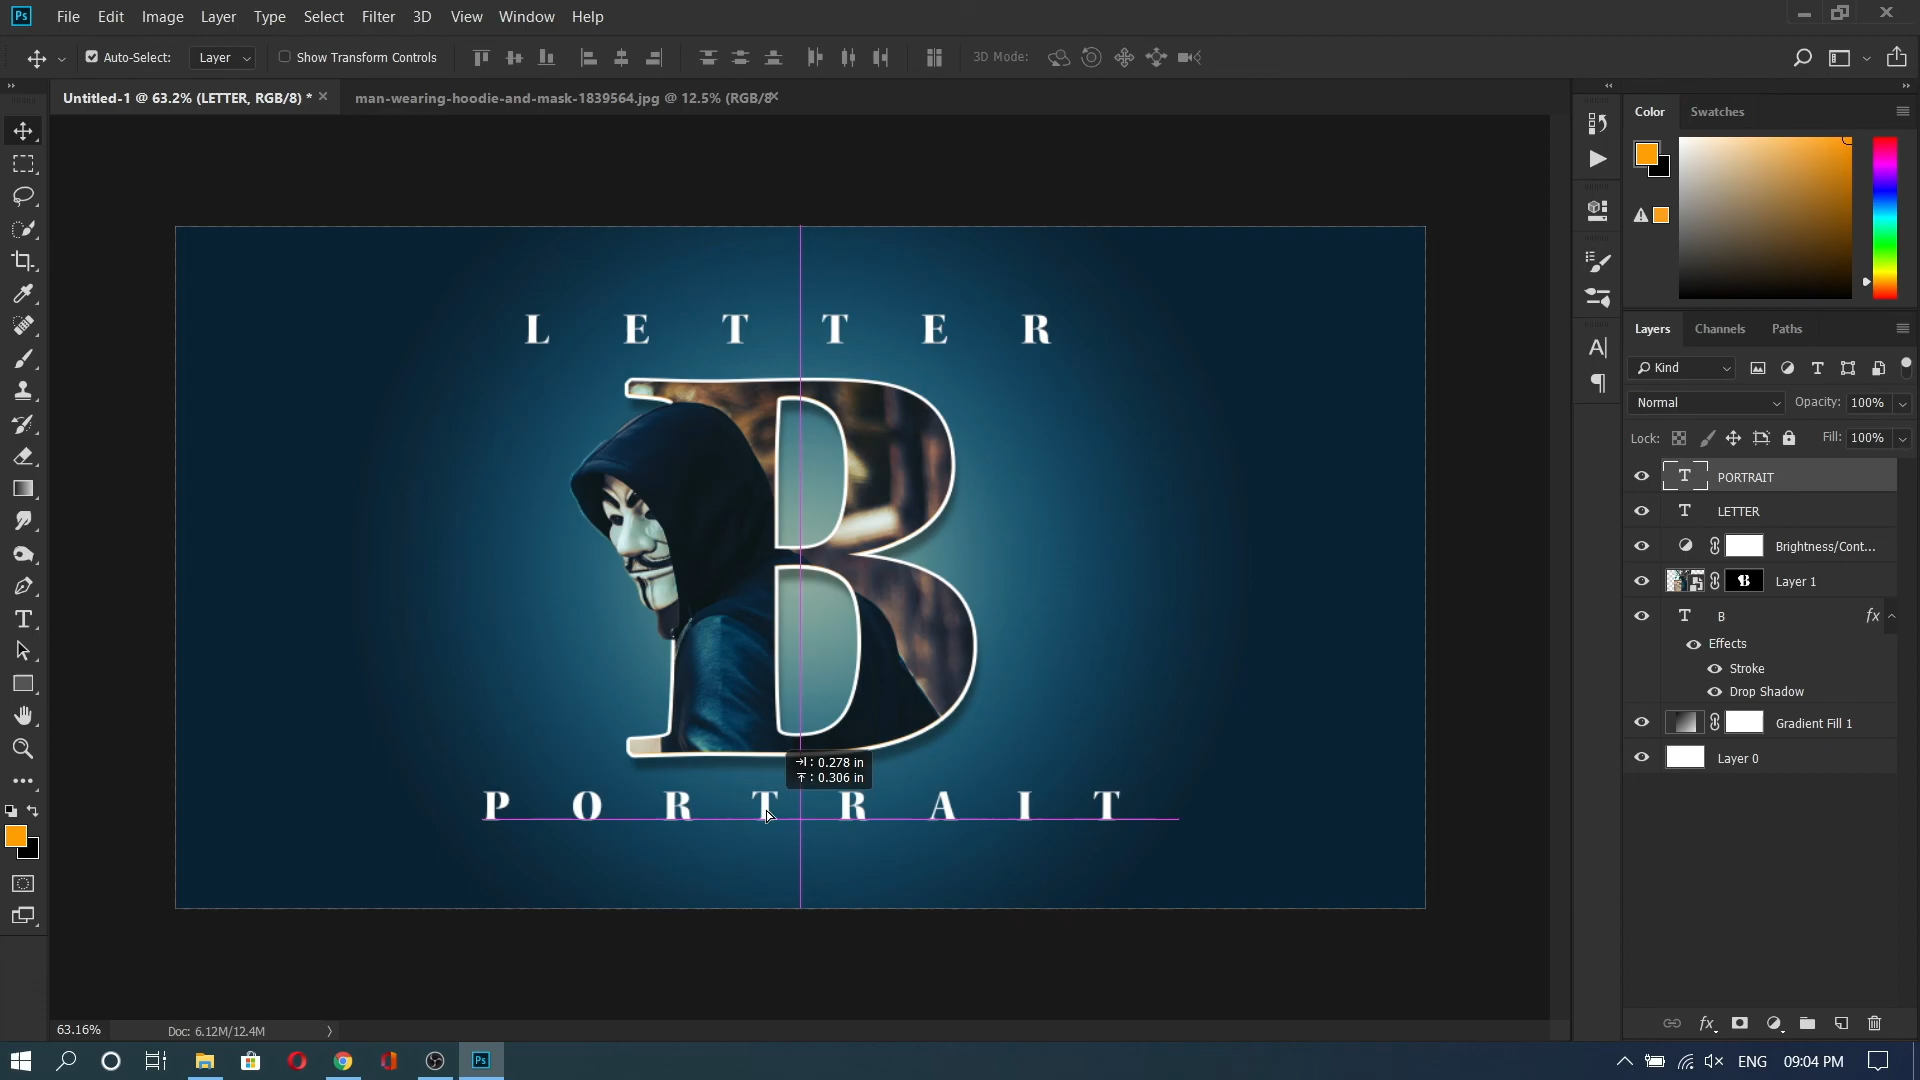 Ps File Edit Image Layer Type Select Filter 3D View Window Help
Auto-Select: Layer Show Transform Controls 3D Mode:
Untitled-1 @ 63.2% (LETTER, RGB/8) * man-wearing-hoodie-and-mask-1839564.jpg @ 12.5% (RGB/8
Color Swatches
LETTER
B
0.278 in
0.306 in
PORTRAIT
Layers Channels Paths
Kind
Normal Opacity: 100%
Lock: Fill: 100%
T PORTRAIT
T LETTER
Brightness/Cont...
B Layer 1
T B fx
Effects
Stroke
Drop Shadow
Gradient Fill 1
Layer 0
fx
63.16% Doc: 6.12M/12.4M
Ps ENG 09:04 PM